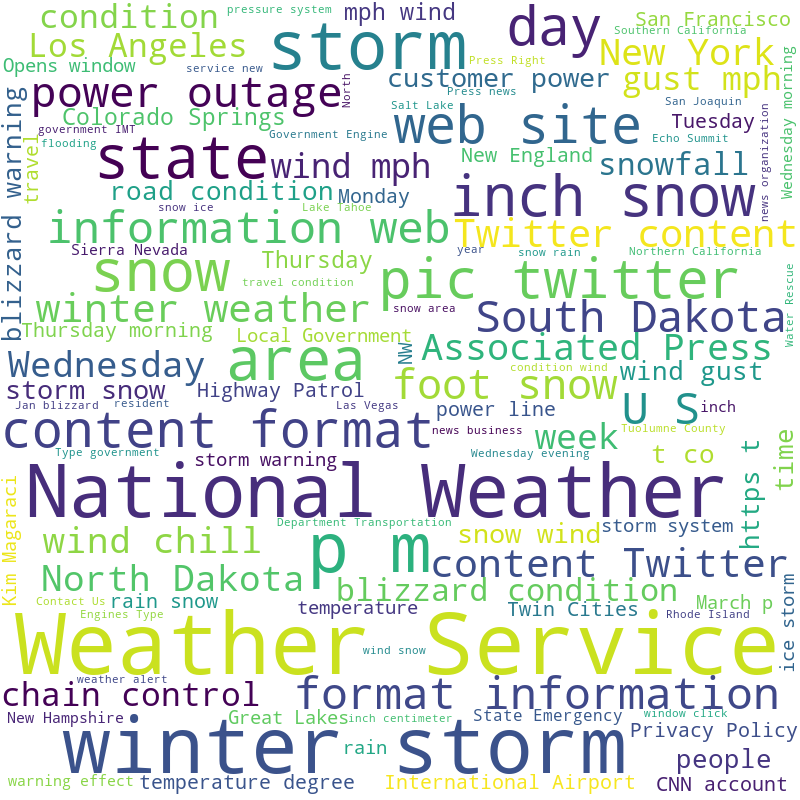 condition
pressure system
mph wind
day
San Francisco
Southern California
storm
Los Angeles
New York
Opens window
service new
Press Right
power outage
North
customer power
gust mph
Press news
Wednesday morning
blizzard warning
Colorado Springs
Salt Lake
San Joaquin
web site
news organization
Tuesday
government IMT
Government Engine
Echo Summit
flooding
travel
state
wind mph
New England
snowfall
road condition
Monday
inch snow
snow ice
Lake Tahoe
information web
Twitter content
Sierra Nevada
year
snow rain
Northern California
snow
Thursday
pic twitter
Water Rescue
travel condition
winter weather
snow area
South Dakota
Thursday morning
Local Government
NW
Associated Press
Wednesday
area
condition wind
wind gust
foot snow
storm snow
Highway Patrol
U S
inch
Jan blizzard
resident
Las Vegas
power line
content format
news business
week
Tuolumne County
time
Type government
storm warning
Wednesday evening
t co
https t
National Weather
Kim Magaraci
Department Transportation
wind chill
p m
snow wind
storm system
content Twitter
North Dakota
blizzard condition
ice storm
Contact Us
rain snow
temperature
Twin Cities
March p
Engines Type
Rhode Island
Weather Service
wind snow
weather alert
chain control
format information
New Hampshire
Great Lakes
inch centimeter
State Emergency
window click
Privacy Policy
winter storm
rain
people
warning effect
temperature degree
International Airport
CNN account